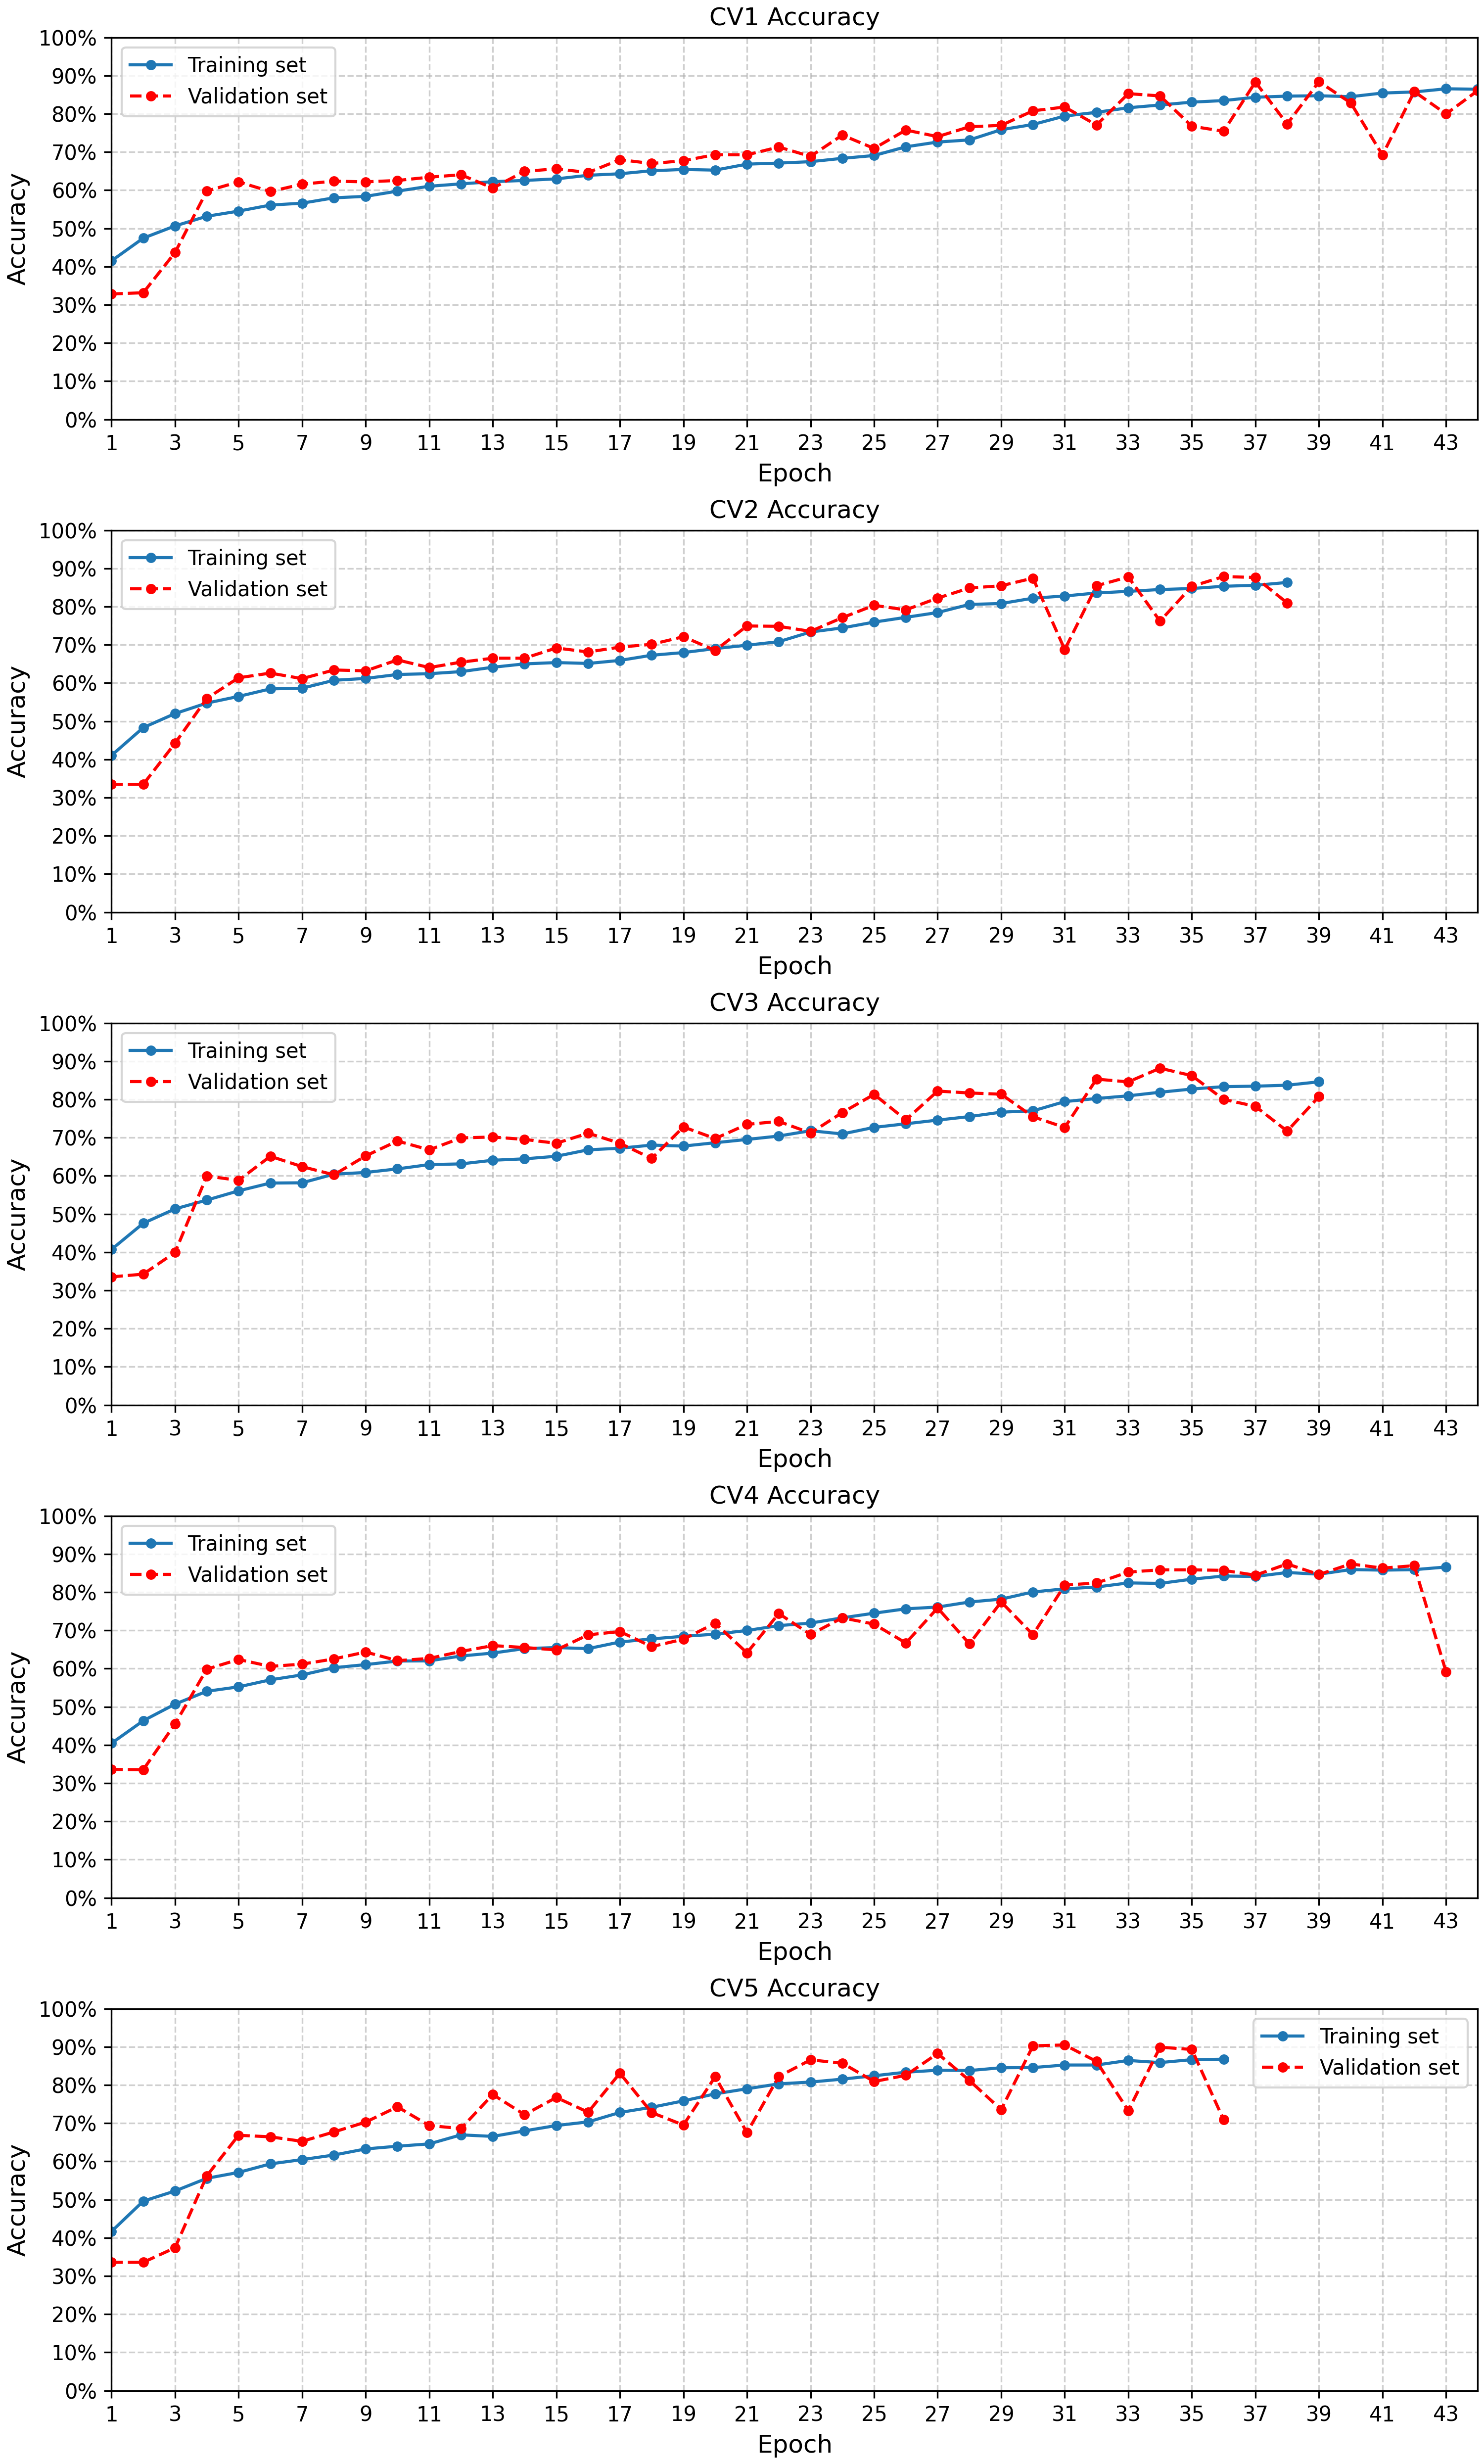 CV1 Accuracy
100%
90%
80%
70%
60%
50%
40%
30%
20%
10%
0%
Accuracy
Training set
Validation set
1 3 5 7 9 11 13 15 17 19 21 23 25 27 29 31 33 35 37 39 41 43
Epoch
CV2 Accuracy
100%
90%
80%
70%
60%
50%
40%
30%
20%
10%
0%
Accuracy
Training set
Validation set
1 3 5 7 9 11 13 15 17 19 21 23 25 27 29 31 33 35 37 39 41 43
Epoch
CV3 Accuracy
100%
90%
80%
70%
60%
50%
40%
30%
20%
10%
0%
Accuracy
Training set
Validation set
1 3 5 7 9 11 13 15 17 19 21 23 25 27 29 31 33 35 37 39 41 43
Epoch
CV4 Accuracy
100%
90%
80%
70%
60%
50%
40%
30%
20%
10%
0%
Accuracy
Training set
Validation set
1 3 5 7 9 11 13 15 17 19 21 23 25 27 29 31 33 35 37 39 41 43
Epoch
CV5 Accuracy
100%
90%
80%
70%
60%
50%
40%
30%
20%
10%
0%
Accuracy
Training set
Validation set
1 3 5 7 9 11 13 15 17 19 21 23 25 27 29 31 33 35 37 39 41 43
Epoch